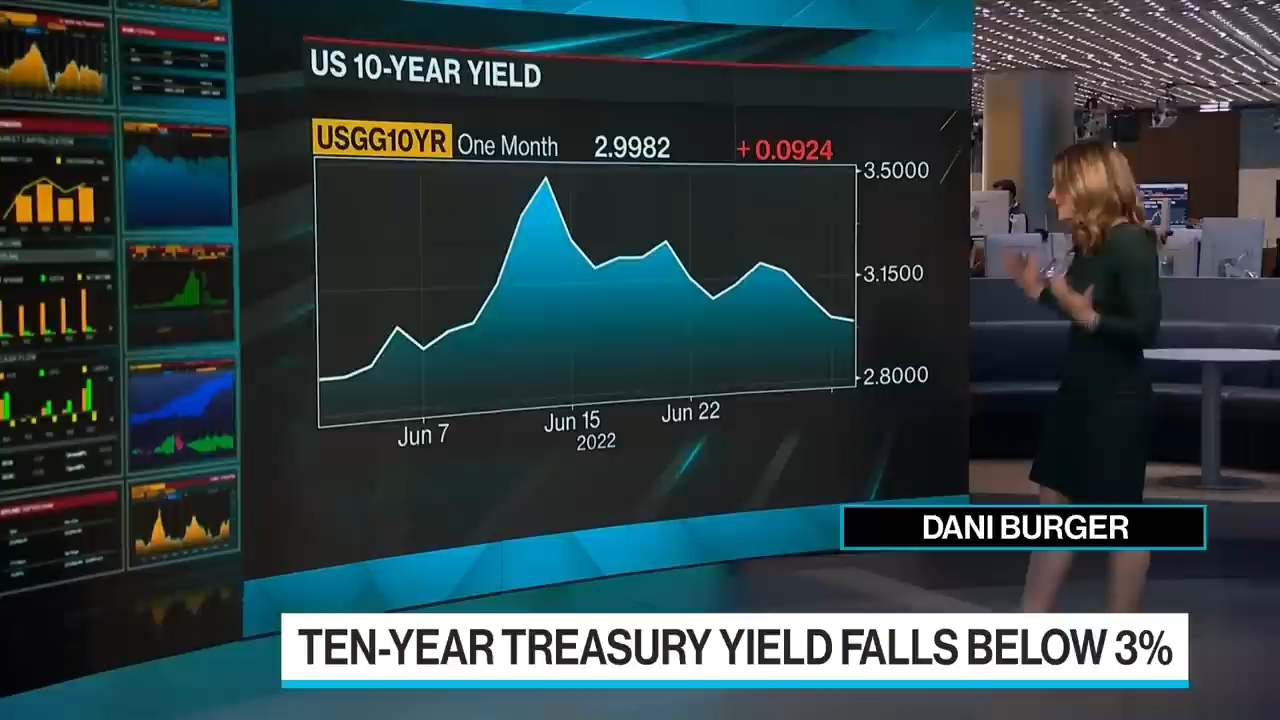 US 10-YEAR YIELD
USGG10YR One Month 2.9982 + 0.0924
3.5000
3.1500
2.8000
Jun 7 Jun 15 Jun 22
2022
DANI BURGER
TEN-YEAR TREASURY YIELD FALLS BELOW 3%